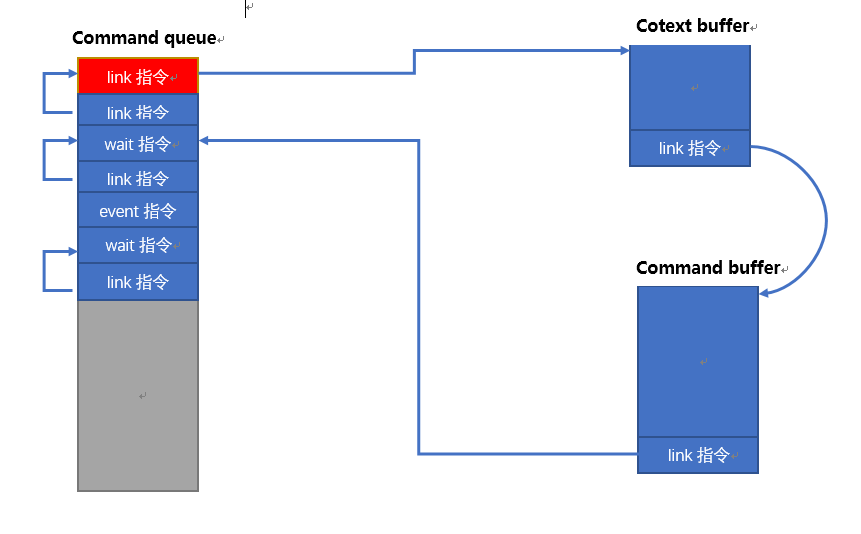 Command queue
link 指令
link 指令
wait 指令
link 指令
event 指令
wait 指令
link 指令
Cotext buffer
link 指令
Command buffer
link 指令